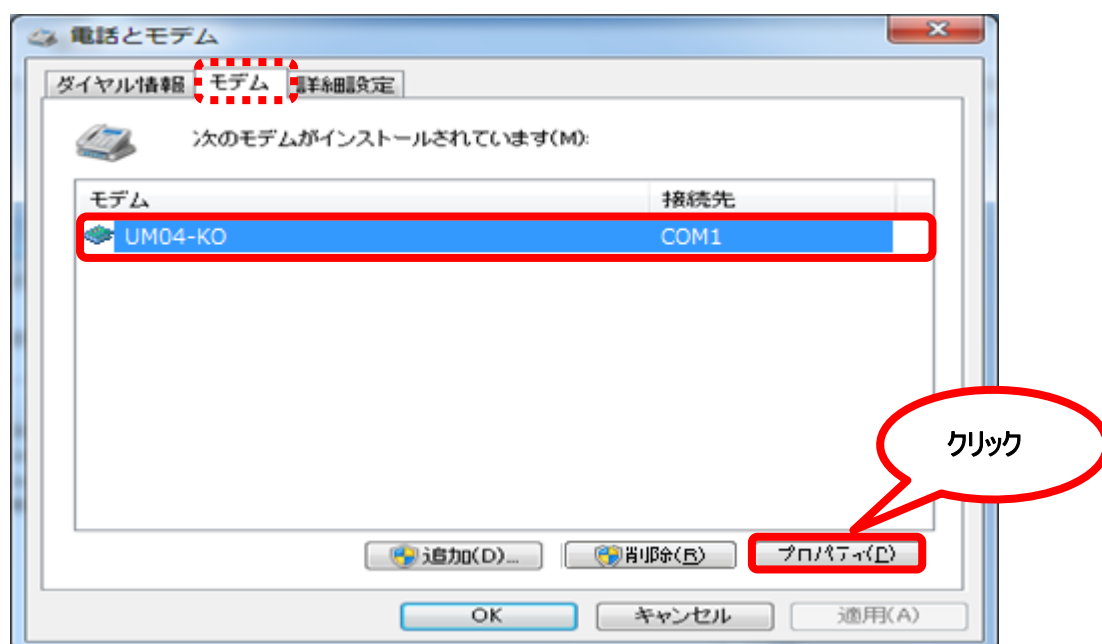 電話とモデム
ダイヤル情報 モデム 詳細設定
次のモデムがインストールされています(M):
モデム 接続先
UM04-KO COM1
クリック
追加(D)... 削除(R) プロパティ(P)
OK キャンセル 適用(A)